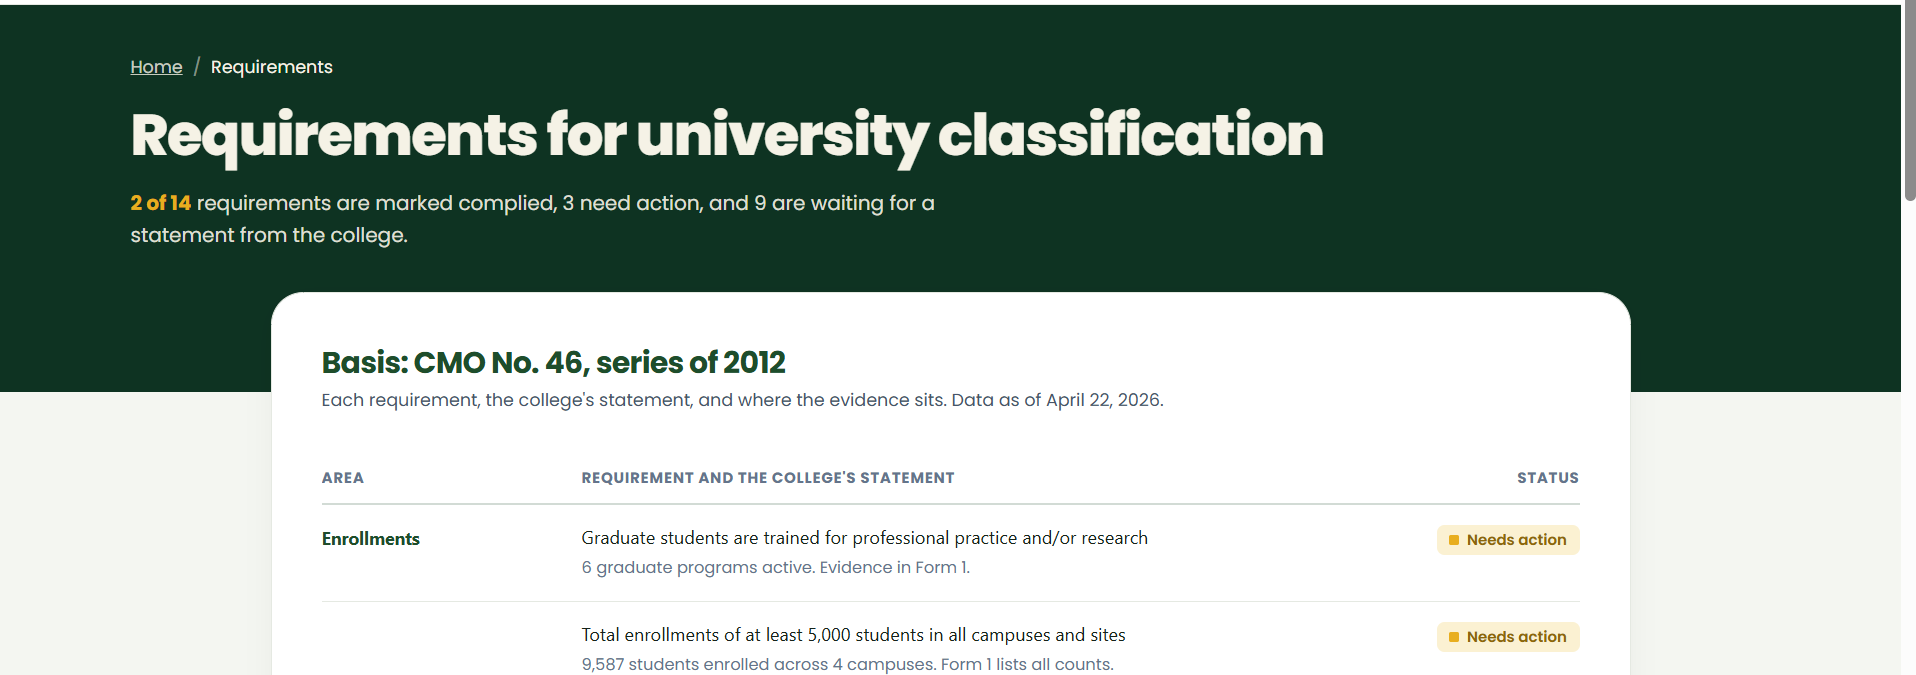 Home / Requirements
Requirements for university classification
2 of 14 requirements are marked complied, 3 need action, and 9 are waiting for a
statement from the college.
Basis: CMO No. 46, series of 2012
Each requirement, the college's statement, and where the evidence sits. Data as of April 22, 2026.
AREA REQUIREMENT AND THE COLLEGE'S STATEMENT STATUS
Enrollments Graduate students are trained for professional practice and/or research Needs action
6 graduate programs active. Evidence in Form 1.
Total enrollments of at least 5,000 students in all campuses and sites Needs action
9,587 students enrolled across 4 campuses. Form 1 lists all counts.